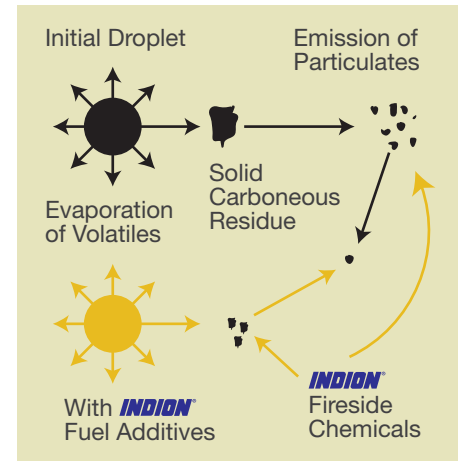 Initial Droplet
Emission of
Particulates
Solid
Carboneous
Residue
Evaporation
of Volatiles
With INDION®
Fuel Additives
INDION®
Fireside
Chemicals